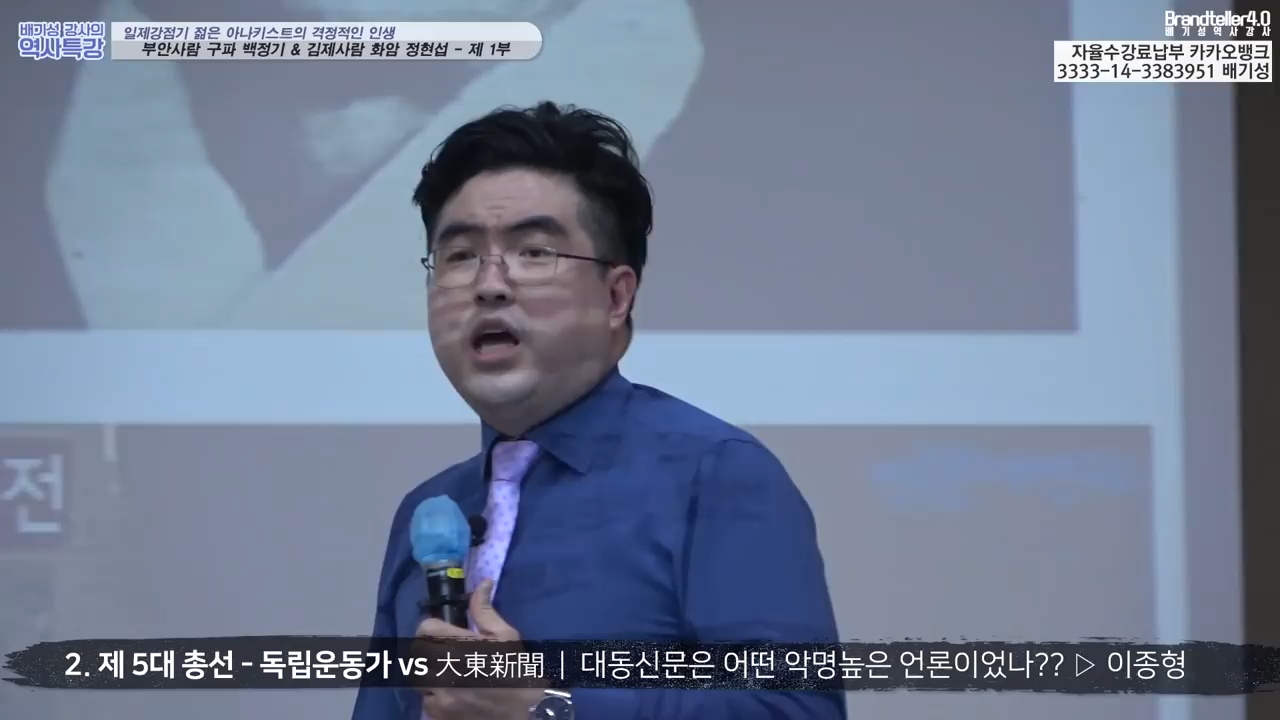 배기성 강사의
역사특강
일제강점기 젊은 아나키스트의 격정적인 인생
부안사람 구파 백정기 & 김제사람 화암 정현섭 - 제 1부
Brandteller4.0
배기성역사강사
자율수강료납부 카카오뱅크
3333-14-3383951 배기성
전
2. 제 5대 총선 - 독립운동가 vs 大東新聞 | 대동신문은 어떤 악명높은 언론이었나?? ▷ 이종형